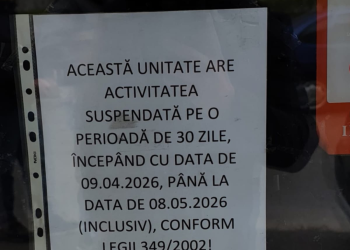 ACEASTĂ UNITATE ARE
ACTIVITATEA
SUSPENDATĂ PE O
PERIOADĂ DE 30 ZILE,
ÎNCEPÂND CU DATA DE
09.04.2026, PÂNĂ LA
DATA DE 08.05.2026
(INCLUSIV), CONFORM
LEGII 349/2002!